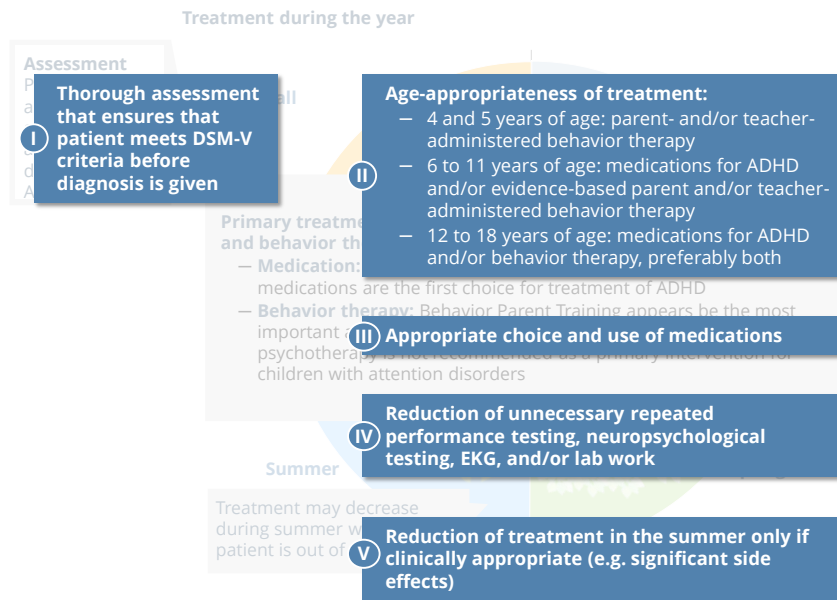 Treatment during the year
Assessment
Thorough assessment
that ensures that
patient meets DSM-V
criteria before
diagnosis is given
I
Age-appropriateness of treatment:
— 4 and 5 years of age: parent- and/or teacher-
administered behavior therapy
— 6 to 11 years of age: medications for ADHD
and/or evidence-based parent and/or teacher-
administered behavior therapy
— 12 to 18 years of age: medications for ADHD
and/or behavior therapy, preferably both
II
Primary
and behavior
— Medication:
medications are the first choice for treatment of ADHD
— Behavior therapy: Behavior Parent Training appears be the most
important
III
Appropriate choice and use of medications
psychotherapy is not recommended as a primary intervention for
children with attention disorders
IV
Reduction of unnecessary repeated
performance testing, neuropsychological
testing, EKG, and/or lab work
Summer
Treatment may decrease
during summer
patient is out of
V
Reduction of treatment in the summer only if
clinically appropriate (e.g. significant side
effects)